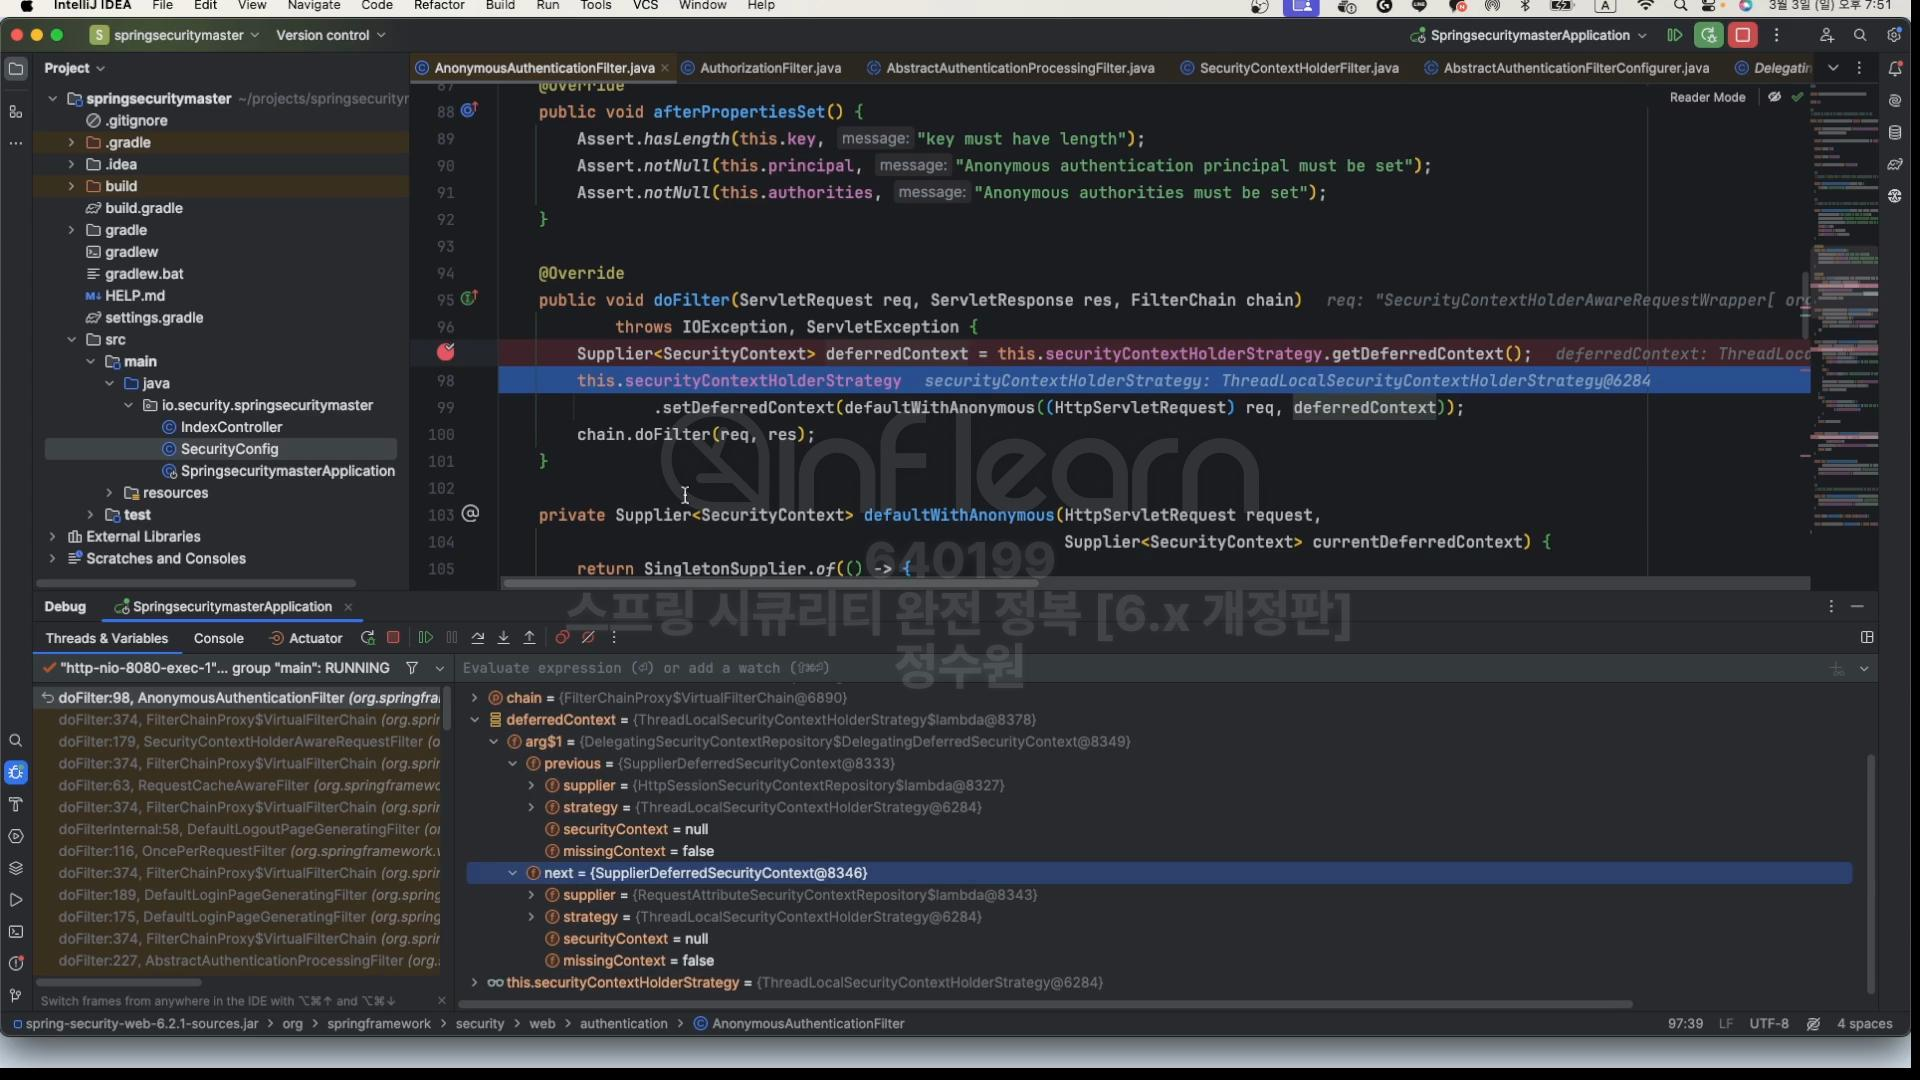 IntelliJ IDEA File Edit View Navigate Code Refactor Build Run Tools VCS Window Help 3월 3일 (일) 오후 7:51
S springsecuritymaster Version control SpringsecuritymasterApplication
Project
AnonymousAuthenticationFilter.java AuthorizationFilter.java AbstractAuthenticationProcessingFilter.java SecurityContextHolderFilter.java AbstractAuthenticationFilterConfigurer.java Delegatin
Reader Mode
springsecuritymaster ~/projects/springsecurityr
.gitignore
.gradle
.idea
build
build.gradle
gradle
gradlew
gradlew.bat
HELP.md
settings.gradle
src
main
java
io.security.springsecuritymaster
IndexController
SecurityConfig
SpringsecuritymasterApplication
resources
test
External Libraries
Scratches and Consoles
87 @Override
88 public void afterPropertiesSet() {
89 Assert.hasLength(this.key, message: "key must have length");
90 Assert.notNull(this.principal, message: "Anonymous authentication principal must be set");
91 Assert.notNull(this.authorities, message: "Anonymous authorities must be set");
92 }
93
94 @Override
95 public void doFilter(ServletRequest req, ServletResponse res, FilterChain chain) req: "SecurityContextHolderAwareRequestWrapper[ org
96 throws IOException, ServletException {
Supplier<SecurityContext> deferredContext = this.securityContextHolderStrategy.getDeferredContext(); deferredContext: ThreadLoca
98 this.securityContextHolderStrategy securityContextHolderStrategy: ThreadLocalSecurityContextHolderStrategy@6284
99 .setDeferredContext(defaultWithAnonymous((HttpServletRequest) req, deferredContext));
100 chain.doFilter(req, res);
101 }
102
103 private Supplier<SecurityContext> defaultWithAnonymous(HttpServletRequest request,
104 Supplier<SecurityContext> currentDeferredContext) {
105 return SingletonSupplier.of(() -> {
inflearn
640199
스프링 시큐리티 완전 정복 [6.x 개정판]
정수원
Debug SpringsecuritymasterApplication
Threads & Variables Console Actuator
"http-nio-8080-exec-1"... group "main": RUNNING
Evaluate expression (⏎) or add a watch (⇧⌘⏎)
doFilter:98, AnonymousAuthenticationFilter (org.springfra
doFilter:374, FilterChainProxy$VirtualFilterChain (org.sprin
doFilter:179, SecurityContextHolderAwareRequestFilter (o
doFilter:374, FilterChainProxy$VirtualFilterChain (org.sprin
doFilter:63, RequestCacheAwareFilter (org.springframewo
doFilter:374, FilterChainProxy$VirtualFilterChain (org.sprin
doFilterInternal:58, DefaultLogoutPageGeneratingFilter (or
doFilter:116, OncePerRequestFilter (org.springframework.w
doFilter:374, FilterChainProxy$VirtualFilterChain (org.sprin
doFilter:189, DefaultLoginPageGeneratingFilter (org.spring
doFilter:175, DefaultLoginPageGeneratingFilter (org.spring
doFilter:374, FilterChainProxy$VirtualFilterChain (org.sprin
doFilter:227, AbstractAuthenticationProcessingFilter (org.
Switch frames from anywhere in the IDE with ⌥⌘↑ and ⌥⌘↓
chain = {FilterChainProxy$VirtualFilterChain@6890}
deferredContext = {ThreadLocalSecurityContextHolderStrategy$lambda@8378}
arg$1 = {DelegatingSecurityContextRepository$DelegatingDeferredSecurityContext@8349}
previous = {SupplierDeferredSecurityContext@8333}
supplier = {HttpSessionSecurityContextRepository$lambda@8327}
strategy = {ThreadLocalSecurityContextHolderStrategy@6284}
securityContext = null
missingContext = false
next = {SupplierDeferredSecurityContext@8346}
supplier = {RequestAttributeSecurityContextRepository$lambda@8343}
strategy = {ThreadLocalSecurityContextHolderStrategy@6284}
securityContext = null
missingContext = false
this.securityContextHolderStrategy = {ThreadLocalSecurityContextHolderStrategy@6284}
spring-security-web-6.2.1-sources.jar > org > springframework > security > web > authentication > AnonymousAuthenticationFilter 97:39 LF UTF-8 4 spaces